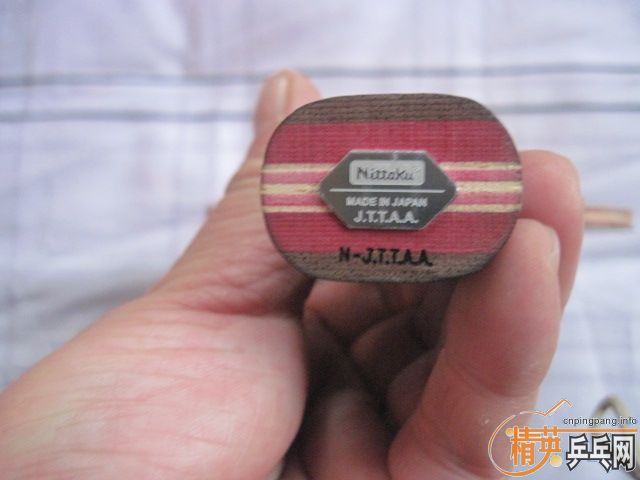 Nittaku
MADE IN JAPAN
J.T.T.A.A.
N-J.T.T.A.A.
cnpingpang.info
精英乒乓网